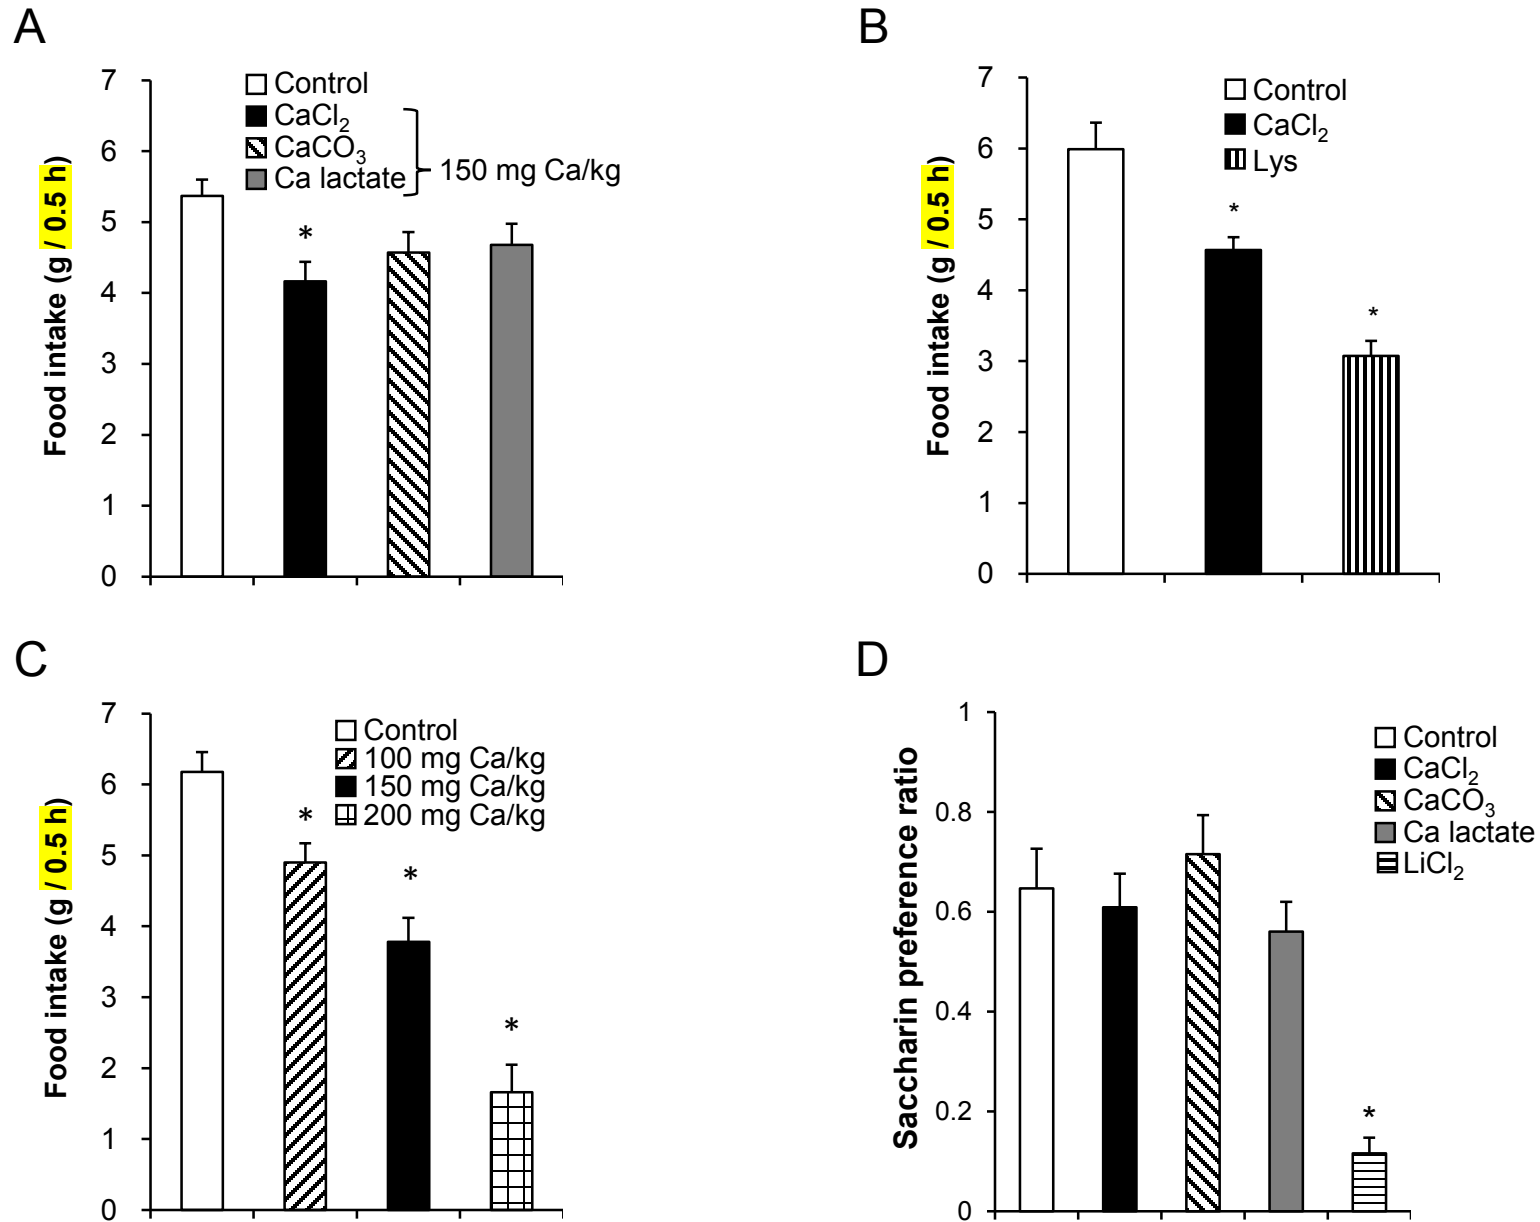 A
7
6
5
4
3
2
1
0
Food intake (g / 0.5 h)
Control
CaCl2
CaCO3
Ca lactate
150 mg Ca/kg
*
B
7
6
5
4
3
2
1
0
Food intake (g / 0.5 h)
Control
CaCl2
Lys
*
*
C
7
6
5
4
3
2
1
0
Food intake (g / 0.5 h)
Control
100 mg Ca/kg
150 mg Ca/kg
200 mg Ca/kg
*
*
*
D
1
0.8
0.6
0.4
0.2
0
Saccharin preference ratio
Control
CaCl2
CaCO3
Ca lactate
LiCl2
*